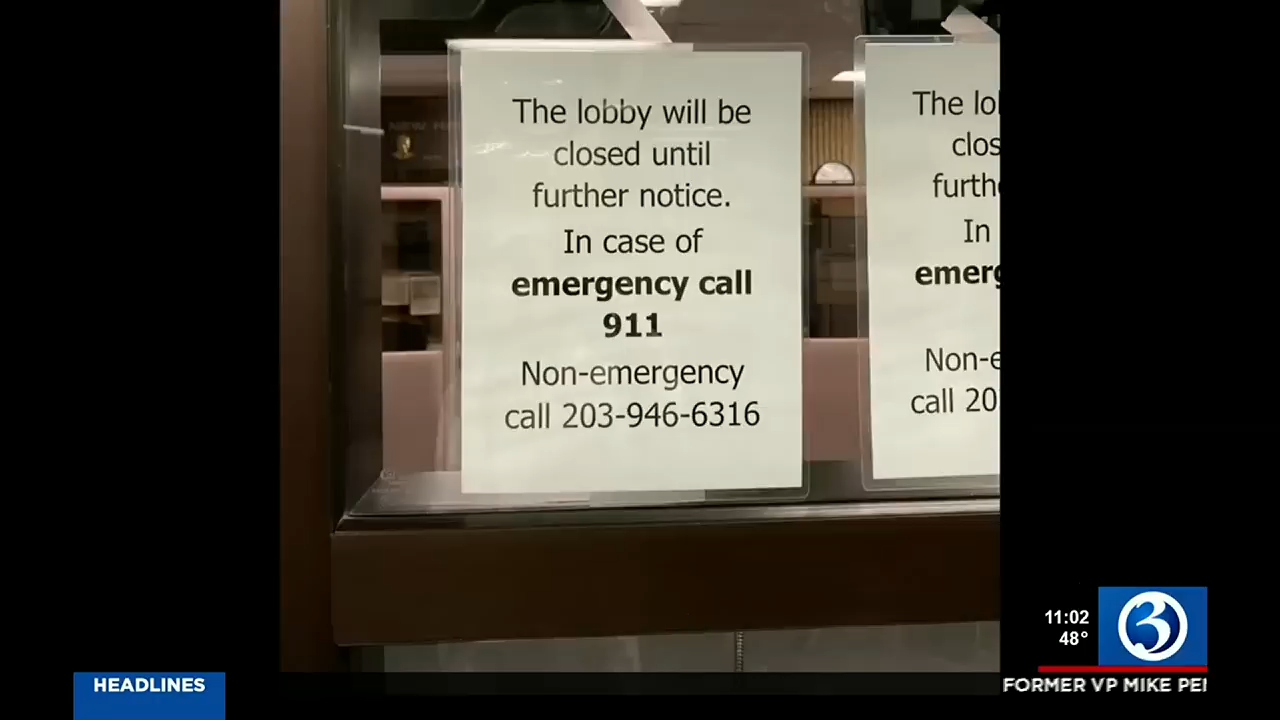 The lobby will be
closed until
further notice.
In case of
emergency call
911
Non-emergency
call 203-946-6316
The lo
clos
furth
In
emerg
Non-e
call 20
11:02
48°
3
HEADLINES
FORMER VP MIKE PE